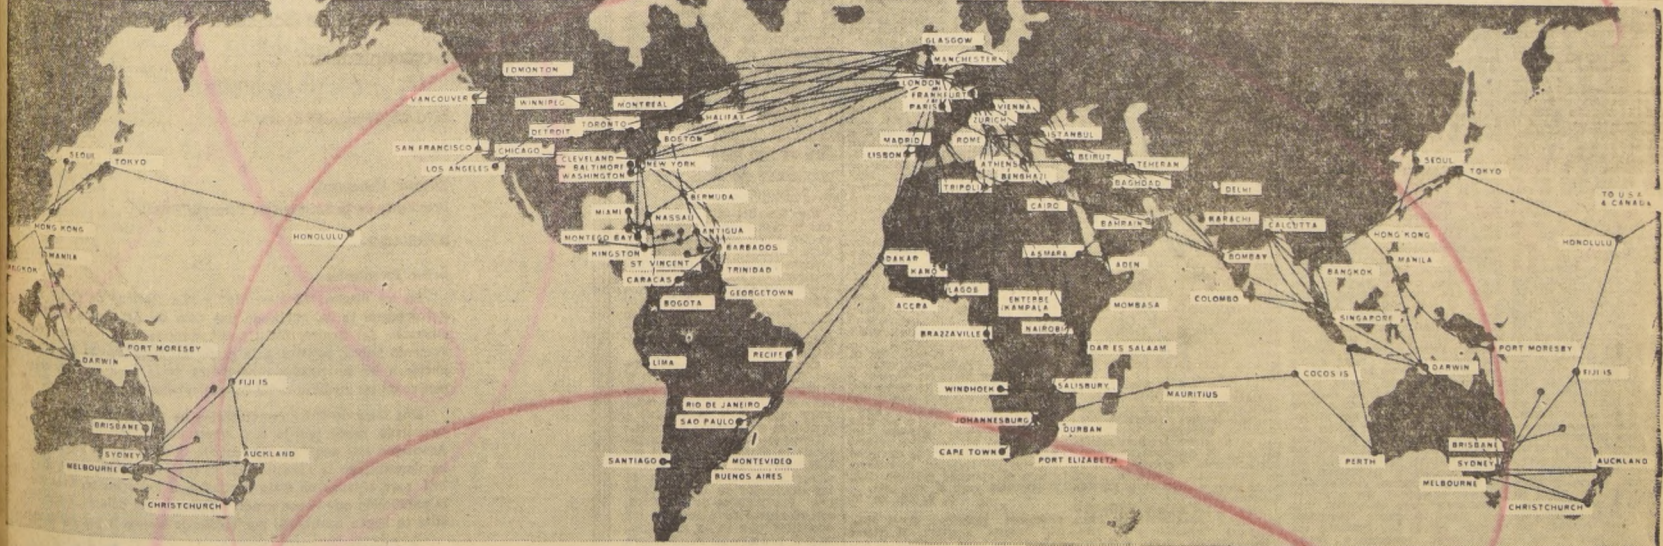 GLASGOW
MANCHESTER
LONDON
FRANKFURT
PARIS
VIENNA
ZURICH
EDMONTON
VANCOUVER
WINNIPEG
MONTREAL
HALIFAX
TORONTO
DETROIT
BOSTON
SAN FRANCISCO
CHICAGO
CLEVELAND
BALTIMORE
WASHINGTON
NEW YORK
LOS ANGELES
MADRID
LISBON
ROME
ISTANBUL
ATHENS
BEIRUT
TEHERAN
BENGHAZI
TRIPOLI
BAGHDAD
DELHI
SEOUL
TOKYO
SEOUL
TOKYO
TO U.S.A.
& CANADA
BERMUDA
MIAMI
NASSAU
CAIRO
BAHRAIN
KARACHI
CALCUTTA
HONG KONG
HONOLULU
MONTEGO BAY
ANTIGUA
KINGSTON
BARBADOS
HONG KONG
HONOLULU
MANILA
ST VINCENT
TRINIDAD
CARACAS
DAKAR
KANO
ASMARA
ADEN
BOMBAY
BANGKOK
MANILA
GEORGETOWN
BOGOTA
LAGOS
ACCRA
ENTEBBE
/KAMPALA
MOMBASA
COLOMBO
SINGAPORE
BRAZZAVILLE
NAIROBI
DAR ES SALAAM
PORT MORESBY
DARWIN
LIMA
RECIFE
PORT MORESBY
DARWIN
FIJI IS
WINDHOEK
SALISBURY
MAURITIUS
COCOS IS
FIJI IS
RIO DE JANEIRO
SAO PAULO
JOHANNESBURG
DURBAN
BRISBANE
SYDNEY
MELBOURNE
AUCKLAND
SANTIAGO
MONTEVIDEO
BUENOS AIRES
CAPE TOWN
PORT ELIZABETH
PERTH
BRISBANE
SYDNEY
MELBOURNE
AUCKLAND
CHRISTCHURCH
CHRISTCHURCH